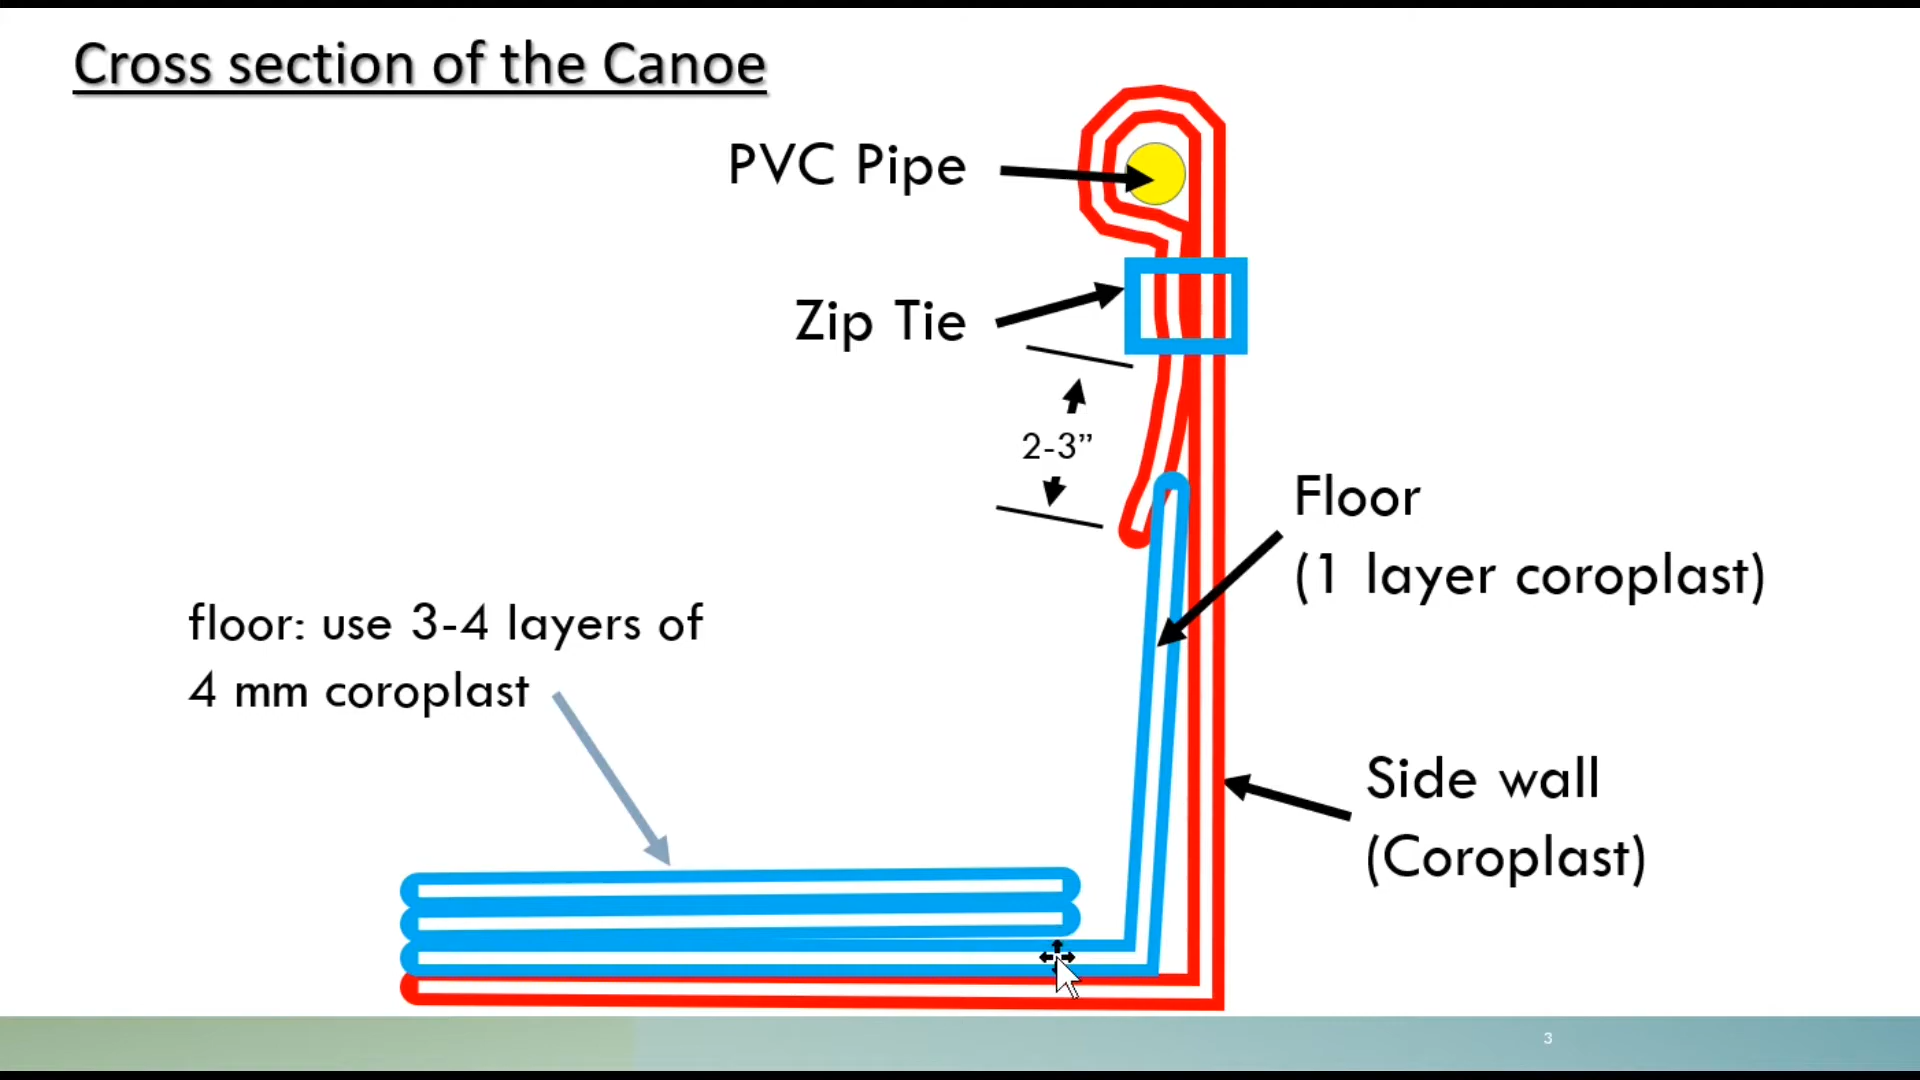 Cross section of the Canoe
PVC Pipe
Zip Tie
2-3”
Floor
(1 layer coroplast)
floor: use 3-4 layers of
4 mm coroplast
Side wall
(Coroplast)
3